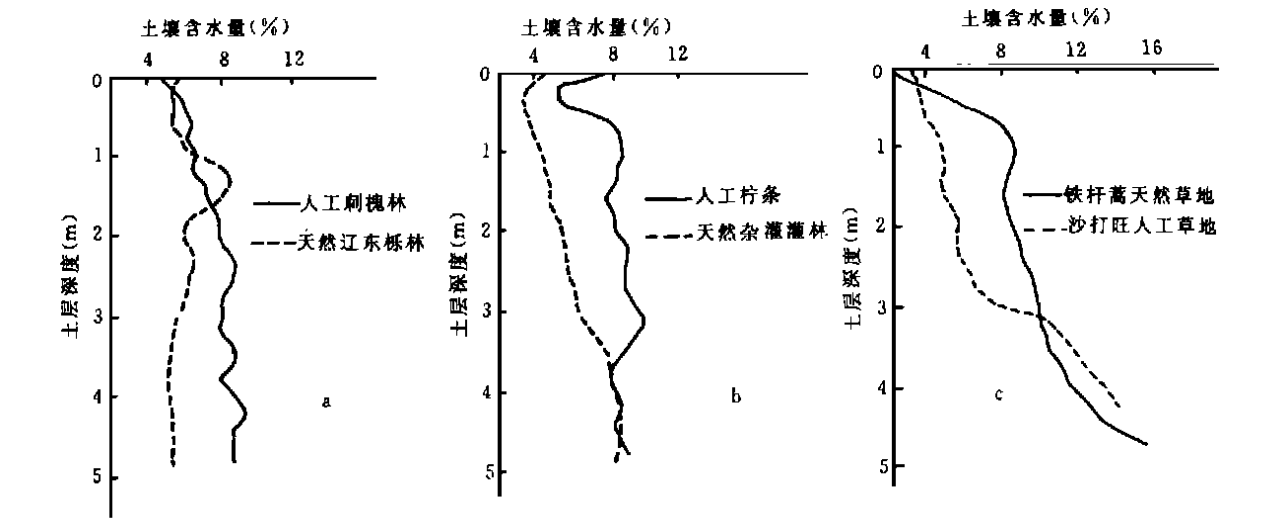 土壤含水量(%)
4 8 12
0
1
2
3
4
5
土层深度(m)
人工刺槐林
天然辽东栎林
a
土壤含水量(%)
4 8 12
0
1
2
3
4
5
土层深度(m)
人工柠条
天然杂灌灌林
b
土壤含水量(%)
4 8 12 16
0
1
2
3
4
5
土层深度(m)
铁杆蒿天然草地
沙打旺人工草地
c